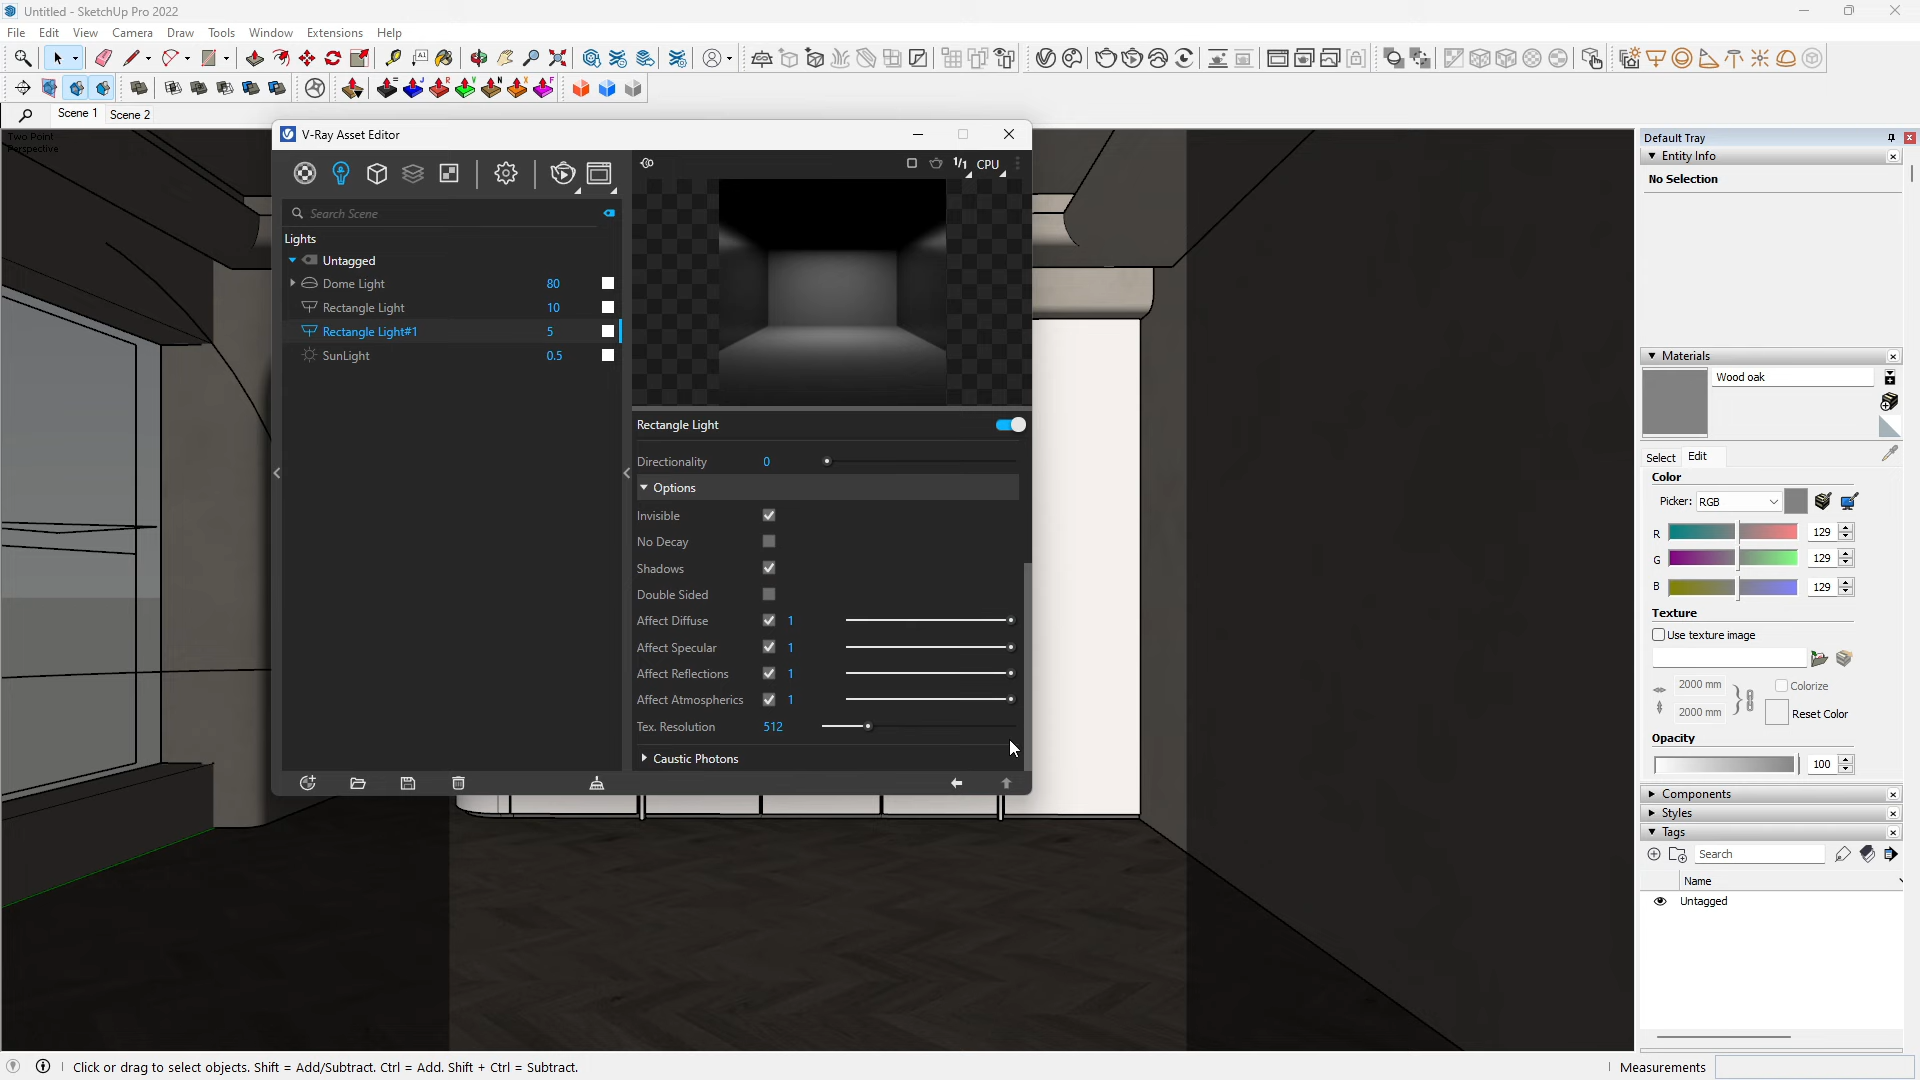 Untitled - SketchUp Pro 2022
File Edit View Camera Draw Tools Window Extensions Help
Scene 1 Scene 2
Two Point
Perspective
V-Ray Asset Editor
1/1 CPU
Search Scene
Lights
Untagged
Dome Light 80
Rectangle Light 10
Rectangle Light#1 5
SunLight 0.5
Rectangle Light
Directionality 0
Options
Invisible
No Decay
Shadows
Double Sided
Affect Diffuse 1
Affect Specular 1
Affect Reflections 1
Affect Atmospherics 1
Tex. Resolution 512
Caustic Photons
Default Tray
Entity Info
No Selection
Materials
Wood oak
Select Edit
Color
Picker: RGB
R 129
G 129
B 129
Texture
Use texture image
2000 mm
Colorize
2000 mm
Reset Color
Opacity
100
Components
Styles
Tags
Search
Name
Untagged
Click or drag to select objects. Shift = Add/Subtract. Ctrl = Add. Shift + Ctrl = Subtract.
Measurements